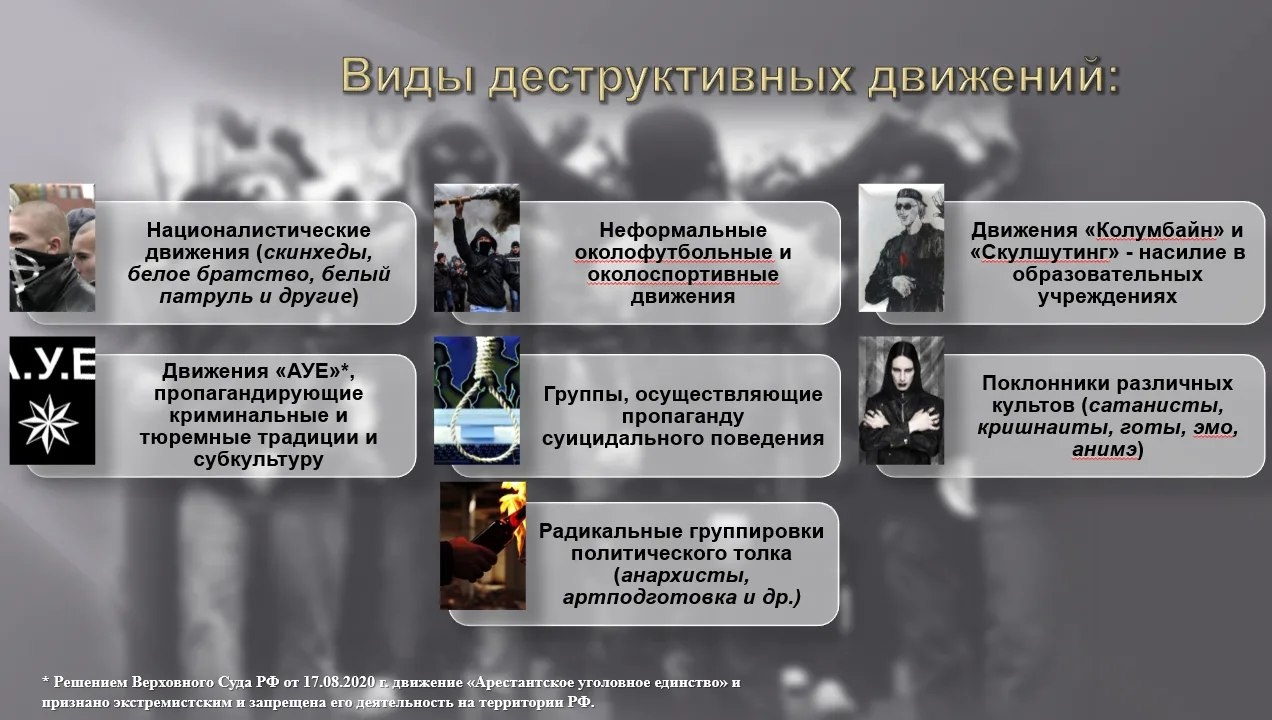 Виды деструктивных движений:
Националистические
движения (скинхеды,
белое братство, белый
патруль и другие)
Неформальные
околофутбольные и
околоспортивные
движения
Движения «Колумбайн» и
«Скулшутинг» - насилие в
образовательных
учреждениях
А.У.Е
Движения «АУЕ»*,
пропагандирующие
криминальные и
тюремные традиции и
субкультуру
Группы, осуществляющие
пропаганду
суицидального поведения
Поклонники различных
культов (сатанисты,
кришнаиты, готы, эмо,
анимэ)
Радикальные группировки
политического толка
(анархисты,
артподготовка и др.)
* Решением Верховного Суда РФ от 17.08.2020 г. движение «Арестантское уголовное единство» и
признано экстремистским и запрещена его деятельность на территории РФ.